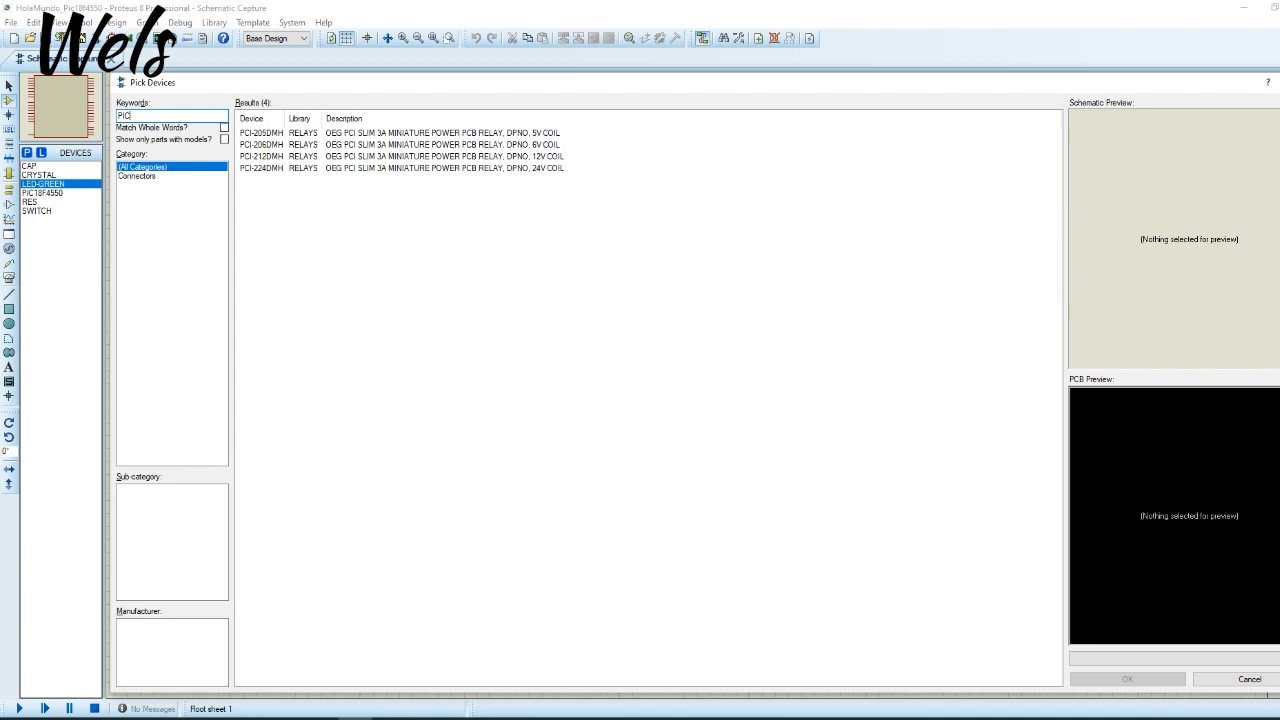 HolaMundo_Pic18f4550 - Proteus 8 Professional - Schematic Capture
File Edit View Tool Design Graph Debug Library Template System Help
Wels
Base Design
Schematic Capture
Pick Devices
?
Keywords:
PIC
Match Whole Words?
Show only parts with models?
Category:
(All Categories)
Connectors
Sub-category:
Manufacturer:
Results (4):
Device Library Description
PCI-205DMH RELAYS OEG PCI SLIM 3A MINIATURE POWER PCB RELAY, DPNO, 5V COIL
PCI-206DMH RELAYS OEG PCI SLIM 3A MINIATURE POWER PCB RELAY, DPNO, 6V COIL
PCI-212DMH RELAYS OEG PCI SLIM 3A MINIATURE POWER PCB RELAY, DPNO, 12V COIL
PCI-224DMH RELAYS OEG PCI SLIM 3A MINIATURE POWER PCB RELAY, DPNO, 24V COIL
Schematic Preview:
(Nothing selected for preview)
PCB Preview:
(Nothing selected for preview)
OK Cancel
P L DEVICES
CAP
CRYSTAL
LED-GREEN
PIC18F4550
RES
SWITCH
A
0°
No Messages Root sheet 1